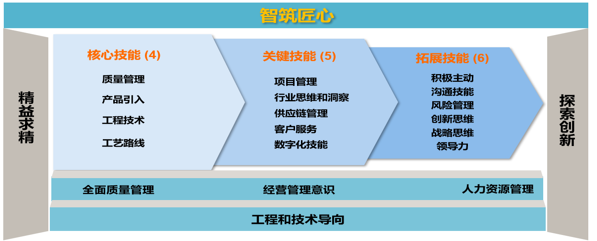 智筑匠心
精益求精
核心技能 (4)
质量管理
产品引入
工程技术
工艺路线
关键技能 (5)
项目管理
行业思维和洞察
供应链管理
客户服务
数字化技能
拓展技能 (6)
积极主动
沟通技能
风险管理
创新思维
战略思维
领导力
探索创新
全面质量管理
经营管理意识
人力资源管理
工程和技术导向